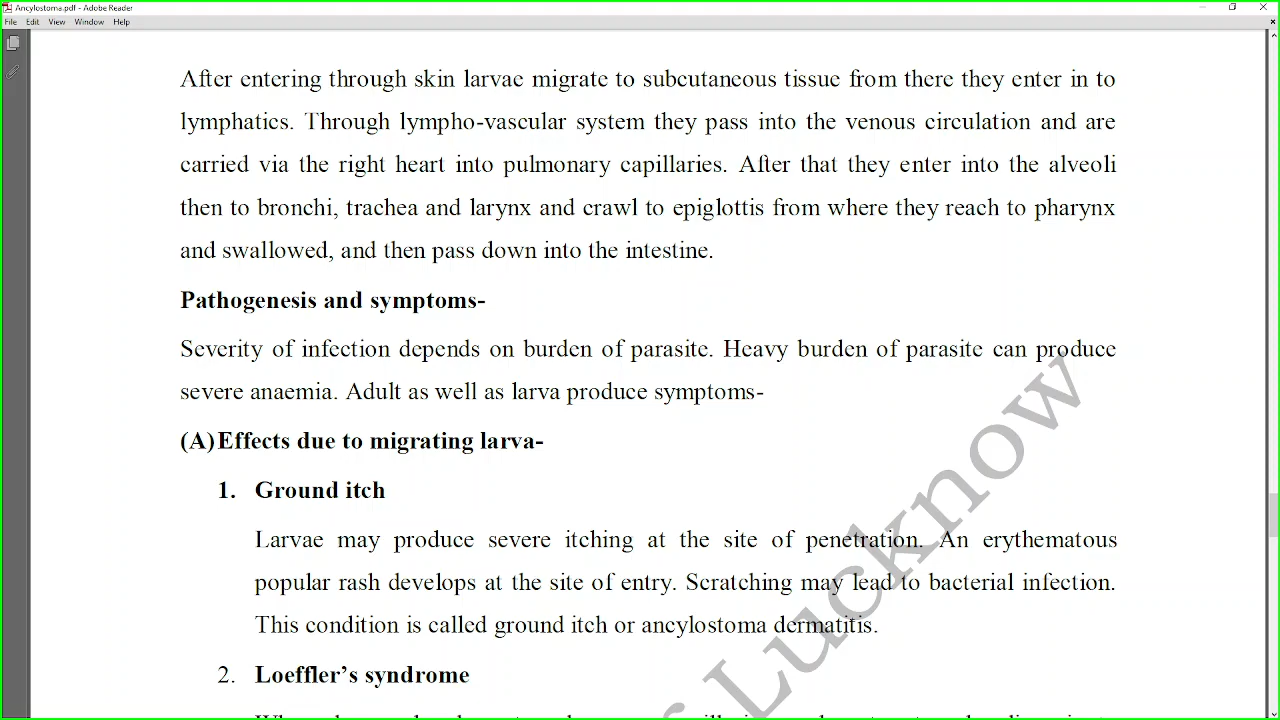 Ancylostoma.pdf - Adobe Reader
File Edit View Window Help
After entering through skin larvae migrate to subcutaneous tissue from there they enter in to
lymphatics. Through lympho-vascular system they pass into the venous circulation and are
carried via the right heart into pulmonary capillaries. After that they enter into the alveoli
then to bronchi, trachea and larynx and crawl to epiglottis from where they reach to pharynx
and swallowed, and then pass down into the intestine.
Pathogenesis and symptoms-
Severity of infection depends on burden of parasite. Heavy burden of parasite can produce
severe anaemia. Adult as well as larva produce symptoms-
(A) Effects due to migrating larva-
1. Ground itch
Larvae may produce severe itching at the site of penetration. An erythematous
popular rash develops at the site of entry. Scratching may lead to bacterial infection.
This condition is called ground itch or ancylostoma dermatitis.
2. Loeffler's syndrome
Lucknow